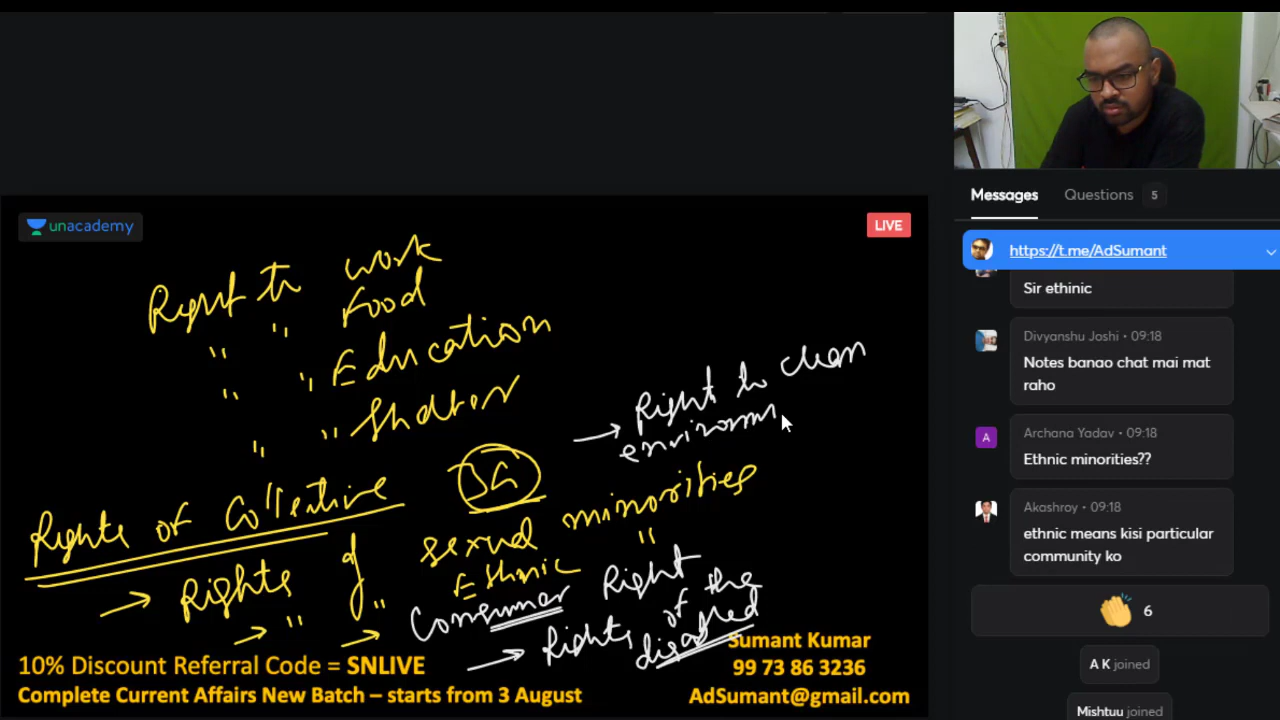 unacademy
LIVE
Right to work
" " Food
" " Education
" " Shelter
→ Right to clean
environm
Rights of Collective
3G
→ Rights of sexual minorities
→ " " Ethnic "
→ Consumer Right
→ Rights of the
disabled
10% Discount Referral Code = SNLIVE
Complete Current Affairs New Batch – starts from 3 August
Sumant Kumar
99 73 86 3236
AdSumant@gmail.com
Messages Questions 5
https://t.me/AdSumant
Sir ethinic
Divyanshu Joshi • 09:18
Notes banao chat mai mat
raho
A
Archana Yadav • 09:18
Ethnic minorities??
Akashroy • 09:18
ethnic means kisi particular
community ko
6
A K joined
Mishtuu joined